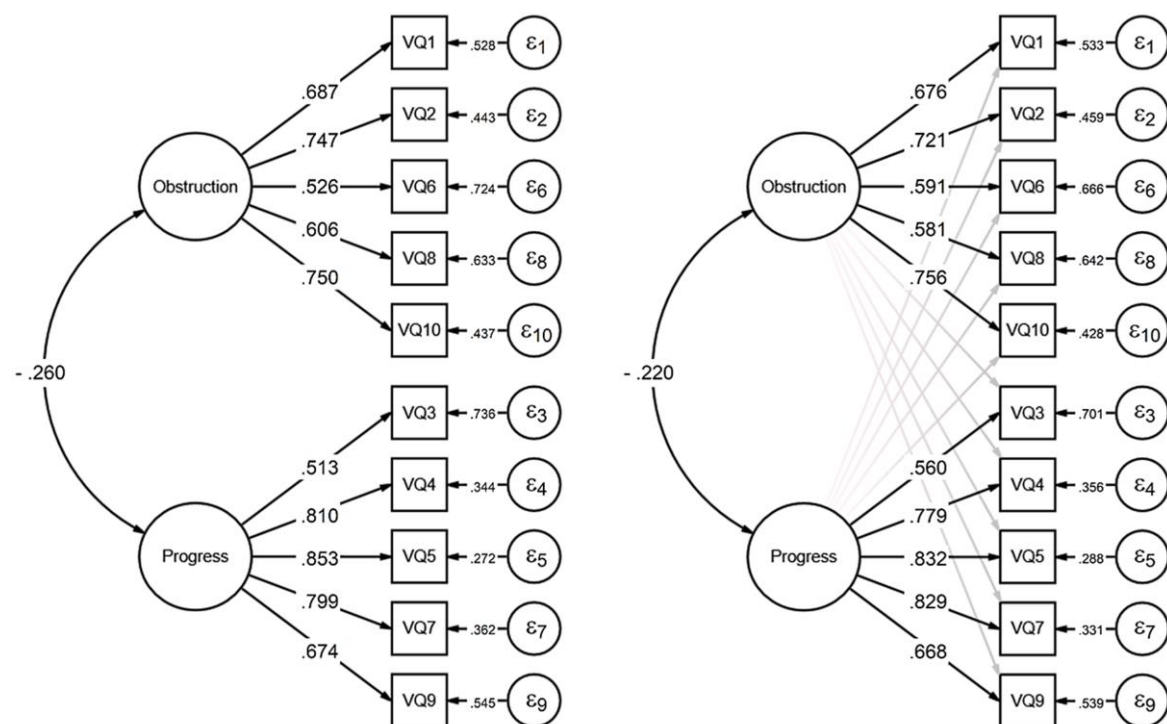 VQ1 .528 ε1
.687
VQ2 .443 ε2
.747
Obstruction .526 VQ6 .724 ε6
.606
VQ8 .633 ε8
.750
VQ10 .437 ε10
- .260
VQ3 .736 ε3
.513
VQ4 .344 ε4
.810
Progress .853 VQ5 .272 ε5
.799
VQ7 .362 ε7
.674
VQ9 .545 ε9
VQ1 .533 ε1
.676
VQ2 .459 ε2
.721
Obstruction .591 VQ6 .666 ε6
.581
VQ8 .642 ε8
.756
VQ10 .428 ε10
- .220
VQ3 .701 ε3
.560
VQ4 .356 ε4
.779
Progress .832 VQ5 .288 ε5
.829
VQ7 .331 ε7
.668
VQ9 .539 ε9